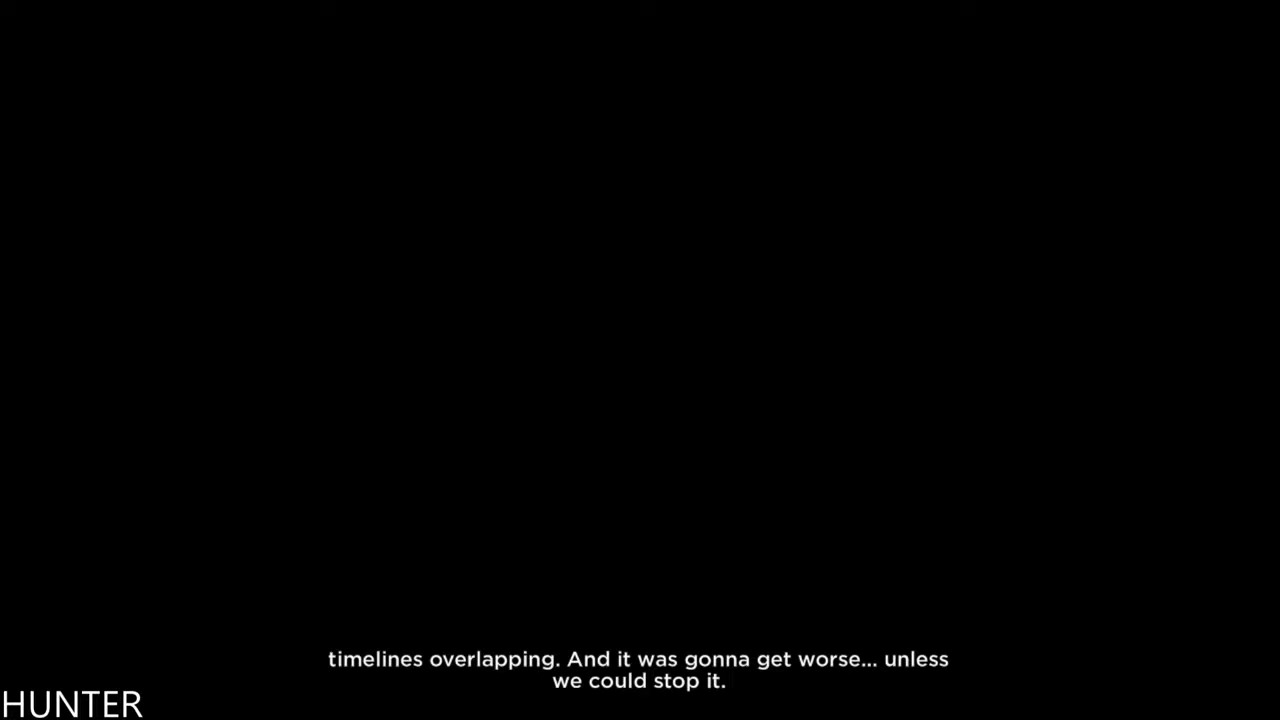 timelines overlapping. And it was gonna get worse... unless
we could stop it.
HUNTER